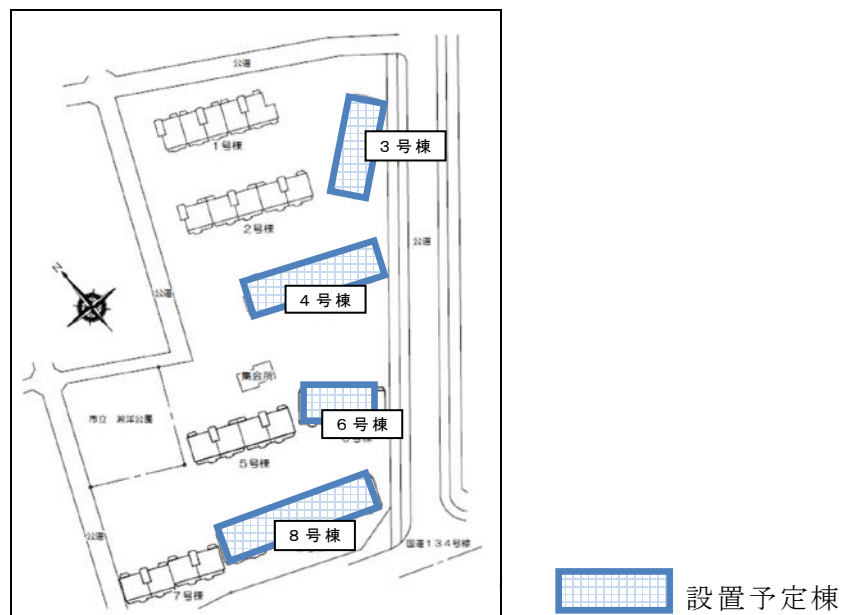 公道
1号棟
3号棟
2号棟
公道
N
公道
4号棟
集会所
市立
6号棟
5号棟
8号棟
公道
国道134号線
7号棟
設置予定棟